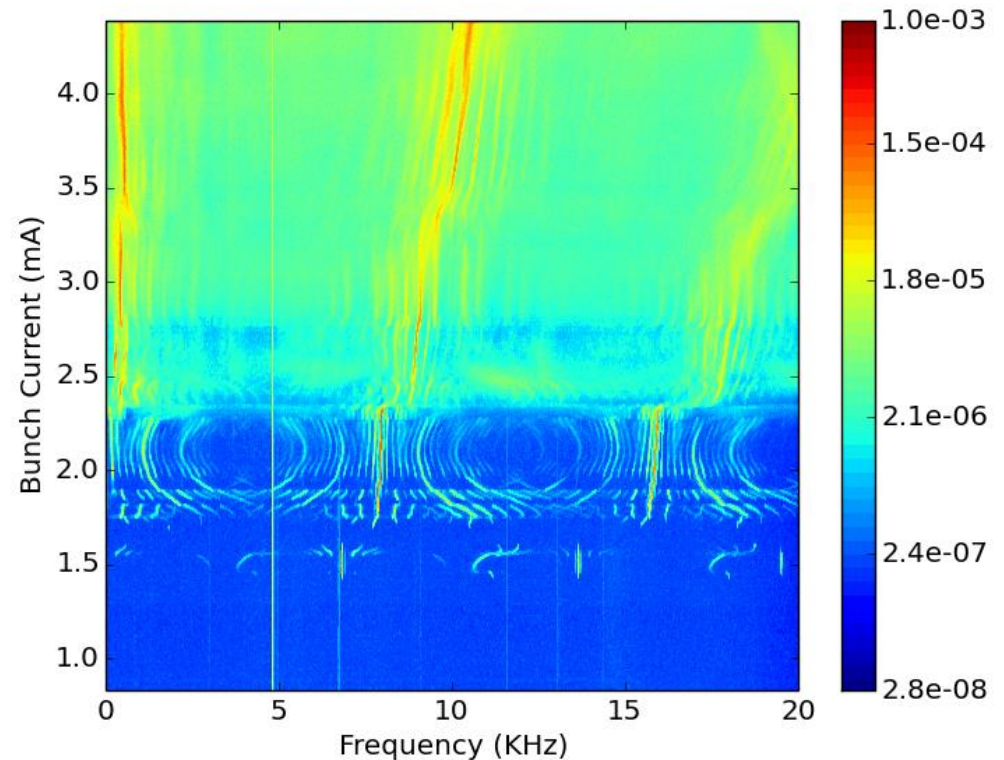 1.0e-03
4.0
1.5e-04
3.5
3.0
1.8e-05
2.5
2.1e-06
2.0
2.4e-07
1.5
1.0
2.8e-08
0 5 10 15 20
Frequency (KHz)
Bunch Current (mA)